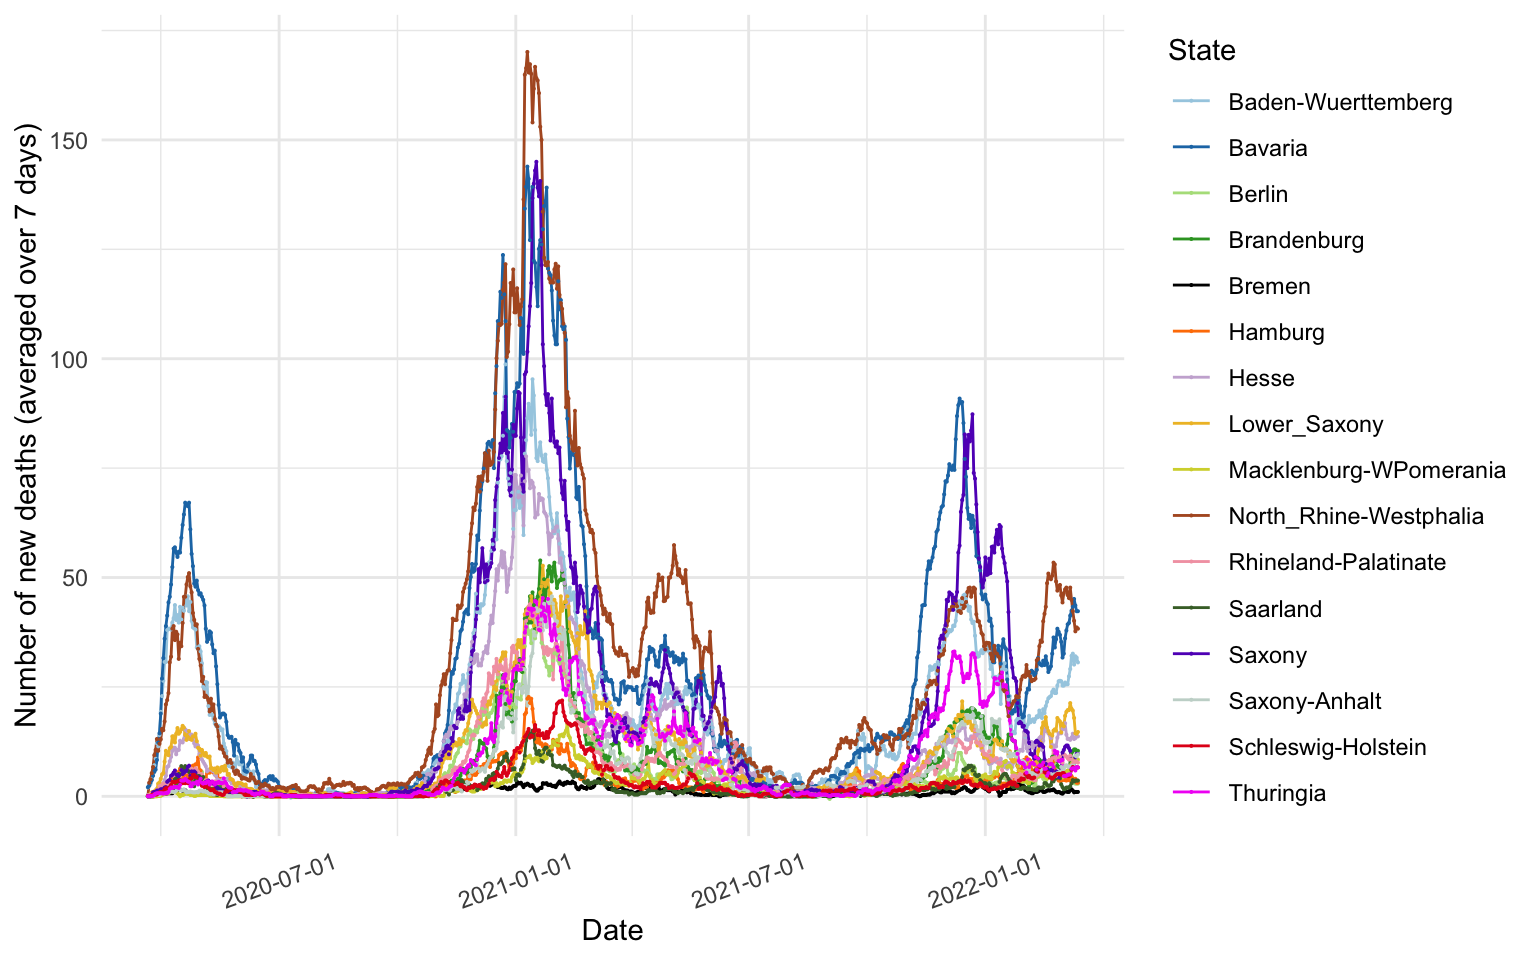 Number of new deaths (averaged over 7 days)
150
100
50
0
2020-07-01
2021-01-01
2021-07-01
2022-01-01
Date
State
Baden-Wuerttemberg
Bavaria
Berlin
Brandenburg
Bremen
Hamburg
Hesse
Lower_Saxony
Macklenburg-WPomerania
North_Rhine-Westphalia
Rhineland-Palatinate
Saarland
Saxony
Saxony-Anhalt
Schleswig-Holstein
Thuringia